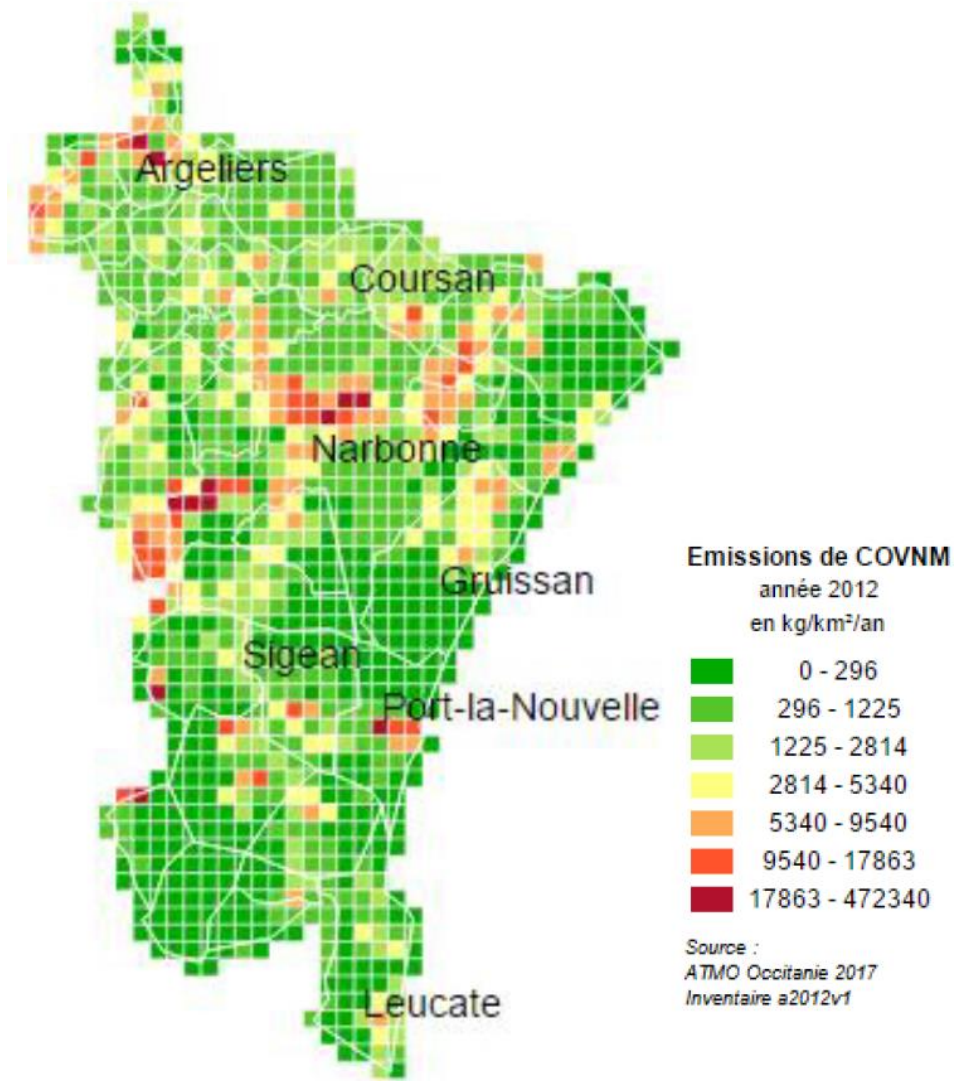 Argeliers
Coursan
Narbonne
Gruissan
Sigean
Port-la-Nouvelle
Leucate
Emissions de COVNM
année 2012
en kg/km²/an
0 - 296
296 - 1225
1225 - 2814
2814 - 5340
5340 - 9540
9540 - 17863
17863 - 472340
Source :
ATMO Occitanie 2017
Inventaire a2012v1